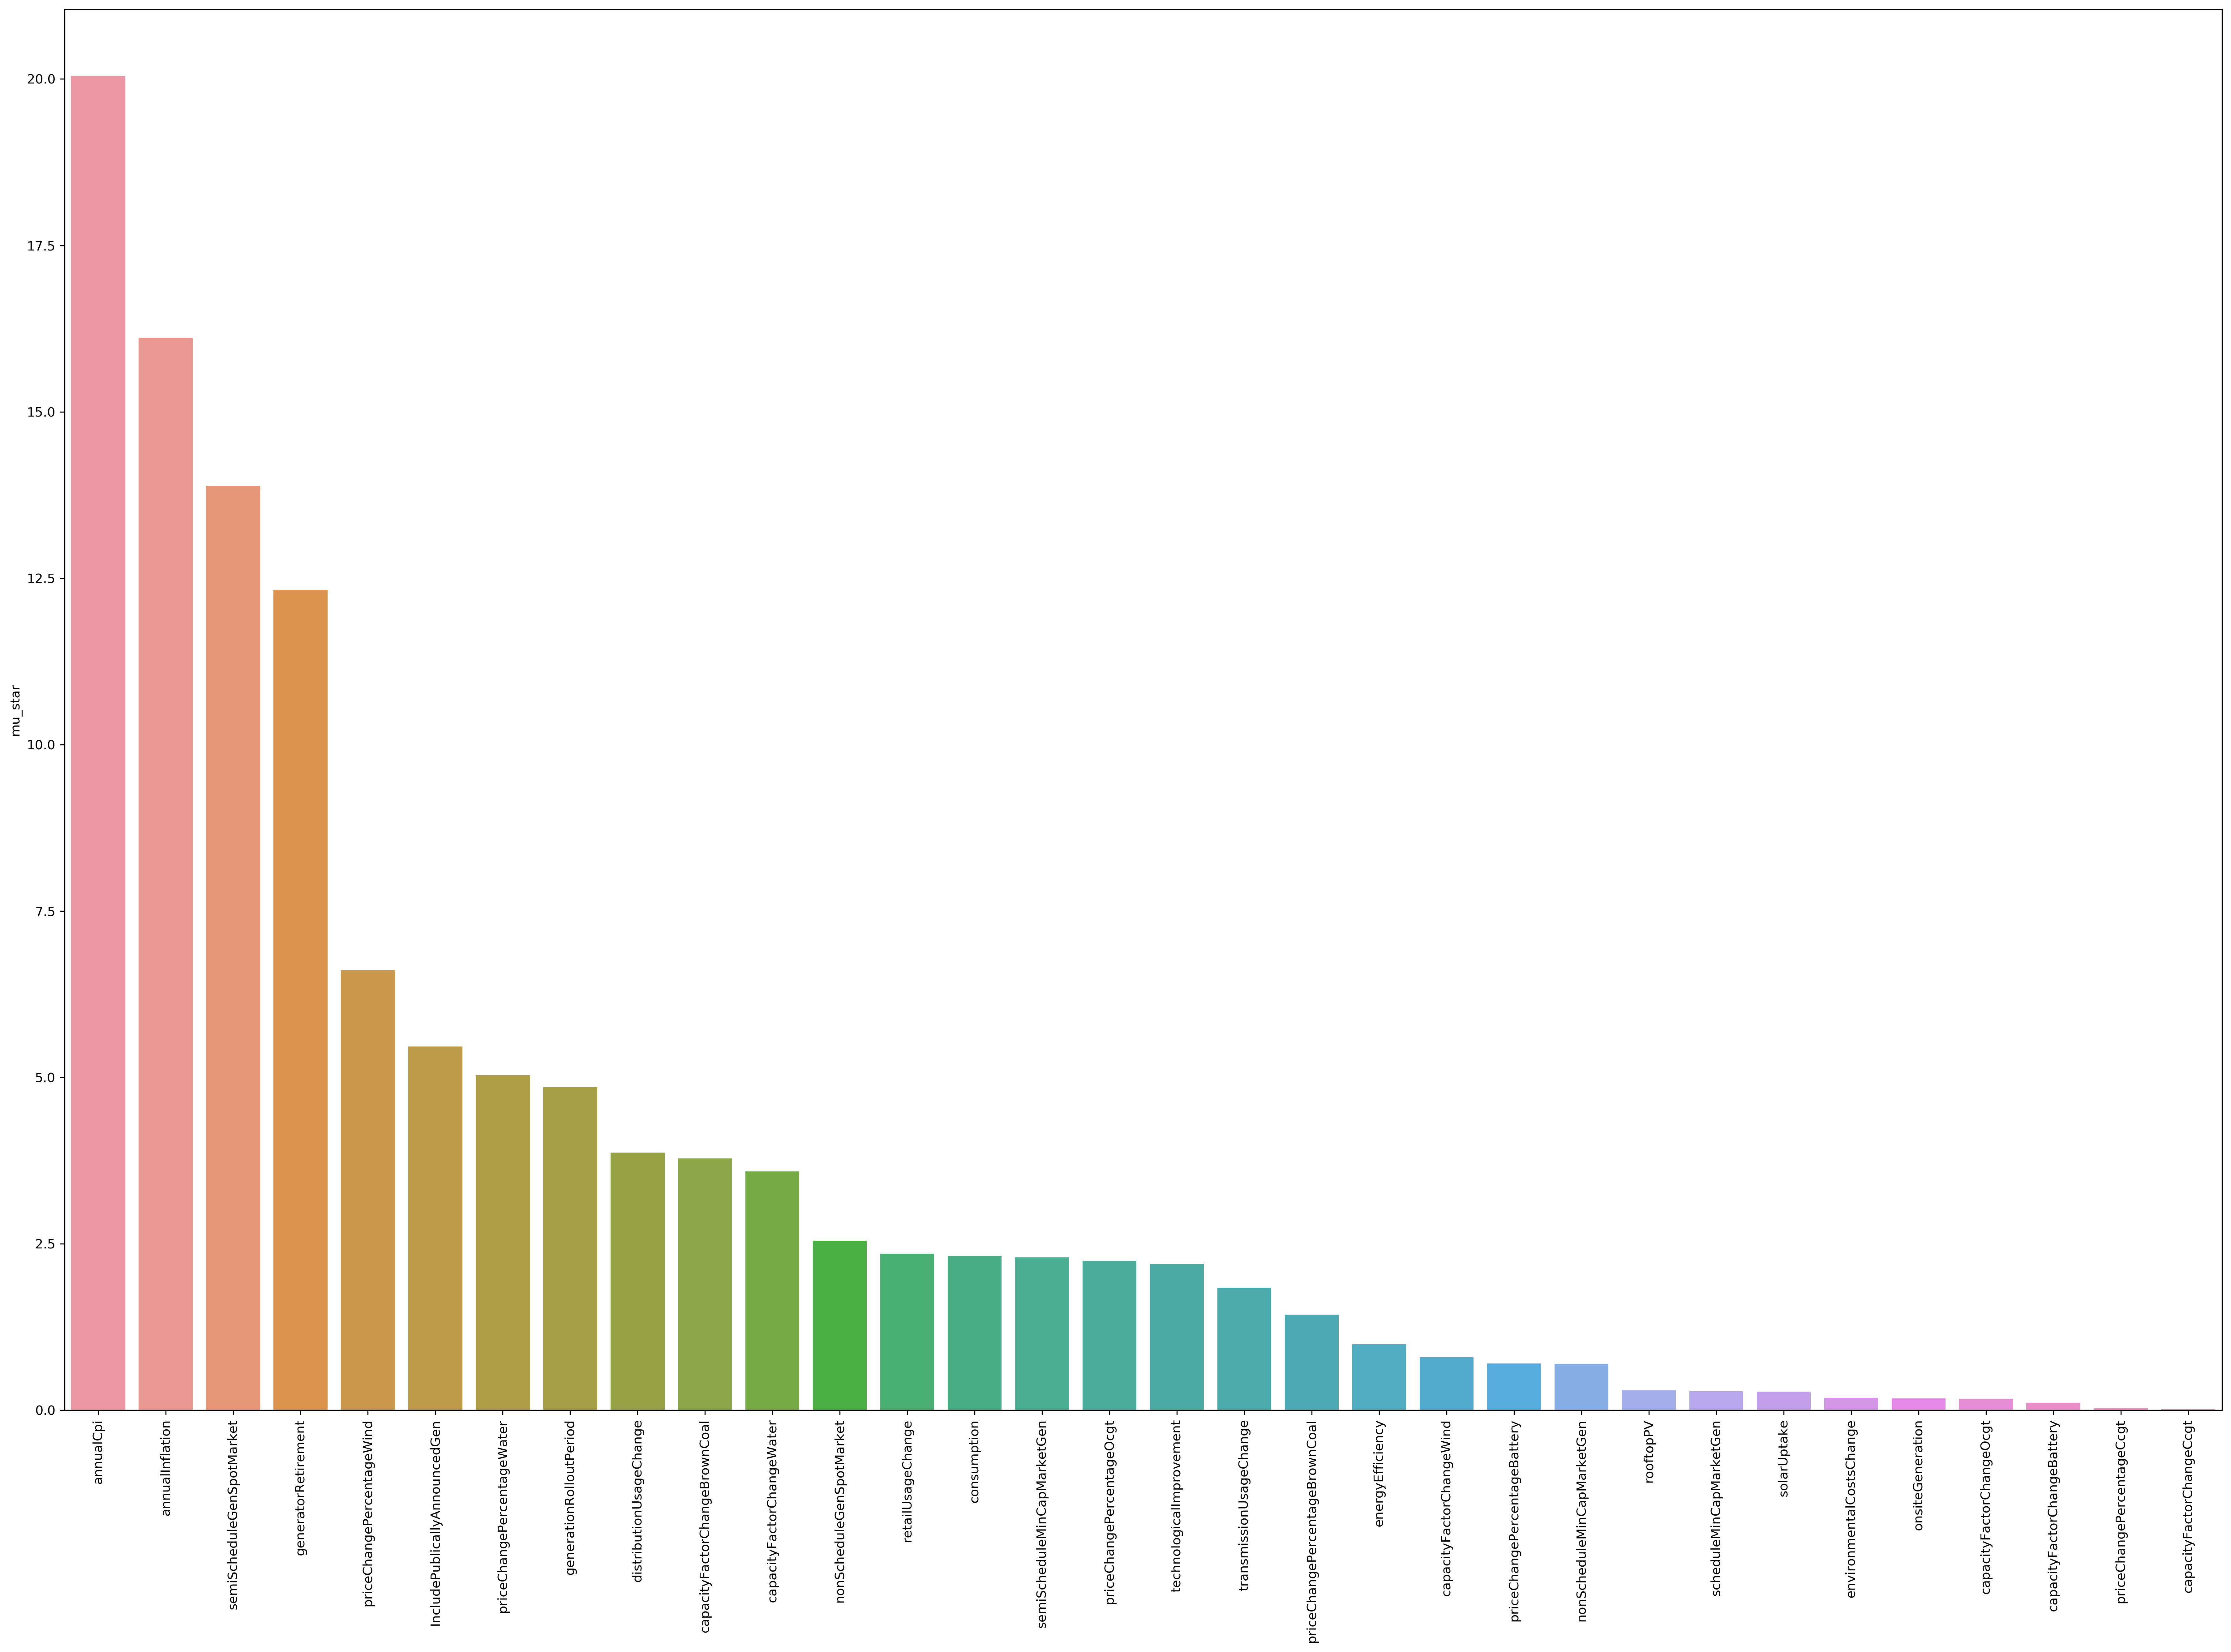 mu_star
20.0
17.5
15.0
12.5
10.0
7.5
5.0
2.5
0.0
annualCpi
annualInflation
semiScheduleGenSpotMarket
generatorRetirement
priceChangePercentageWind
IncludePublicallyAnnouncedGen
priceChangePercentageWater
generationRolloutPeriod
distributionUsageChange
capacityFactorChangeBrownCoal
capacityFactorChangeWater
nonScheduleGenSpotMarket
retailUsageChange
consumption
semiScheduleMinCapMarketGen
priceChangePercentageOcgt
technologicalImprovement
transmissionUsageChange
priceChangePercentageBrownCoal
energyEfficiency
capacityFactorChangeWind
priceChangePercentageBattery
nonScheduleMinCapMarketGen
rooftopPV
scheduleMinCapMarketGen
solarUptake
environmentalCostsChange
onsiteGeneration
capacityFactorChangeOcgt
capacityFactorChangeBattery
priceChangePercentageCcgt
capacityFactorChangeCcgt